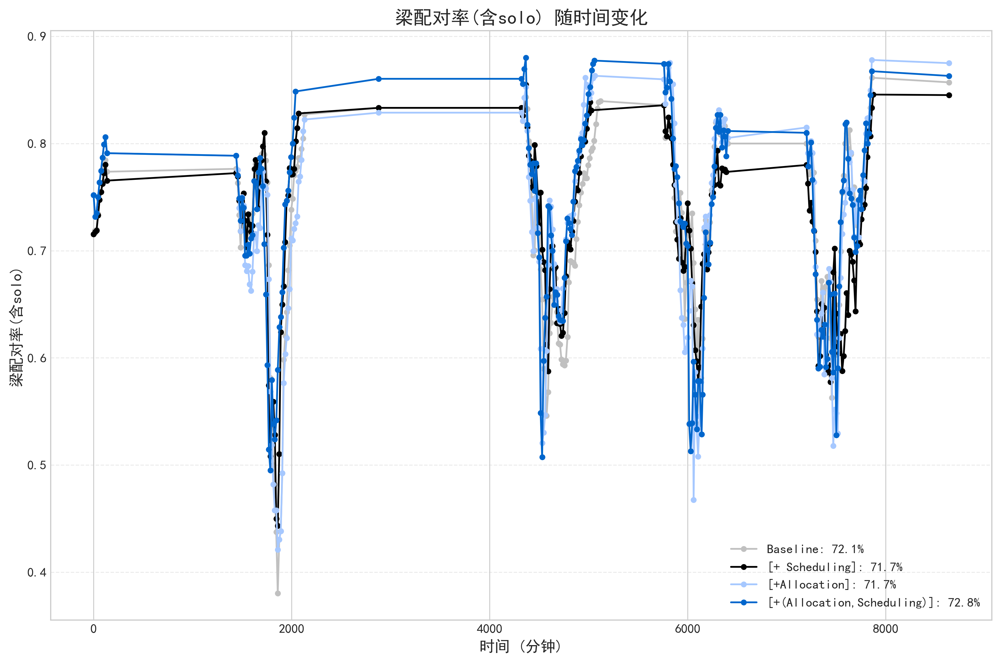 梁配对率(含solo) 随时间变化
梁配对率(含solo)
0.9
0.8
0.7
0.6
0.5
0.4
0
2000
4000
6000
8000
时间 (分钟)
Baseline: 72.1%
[+ Scheduling]: 71.7%
[+Allocation]: 71.7%
[+(Allocation,Scheduling)]: 72.8%